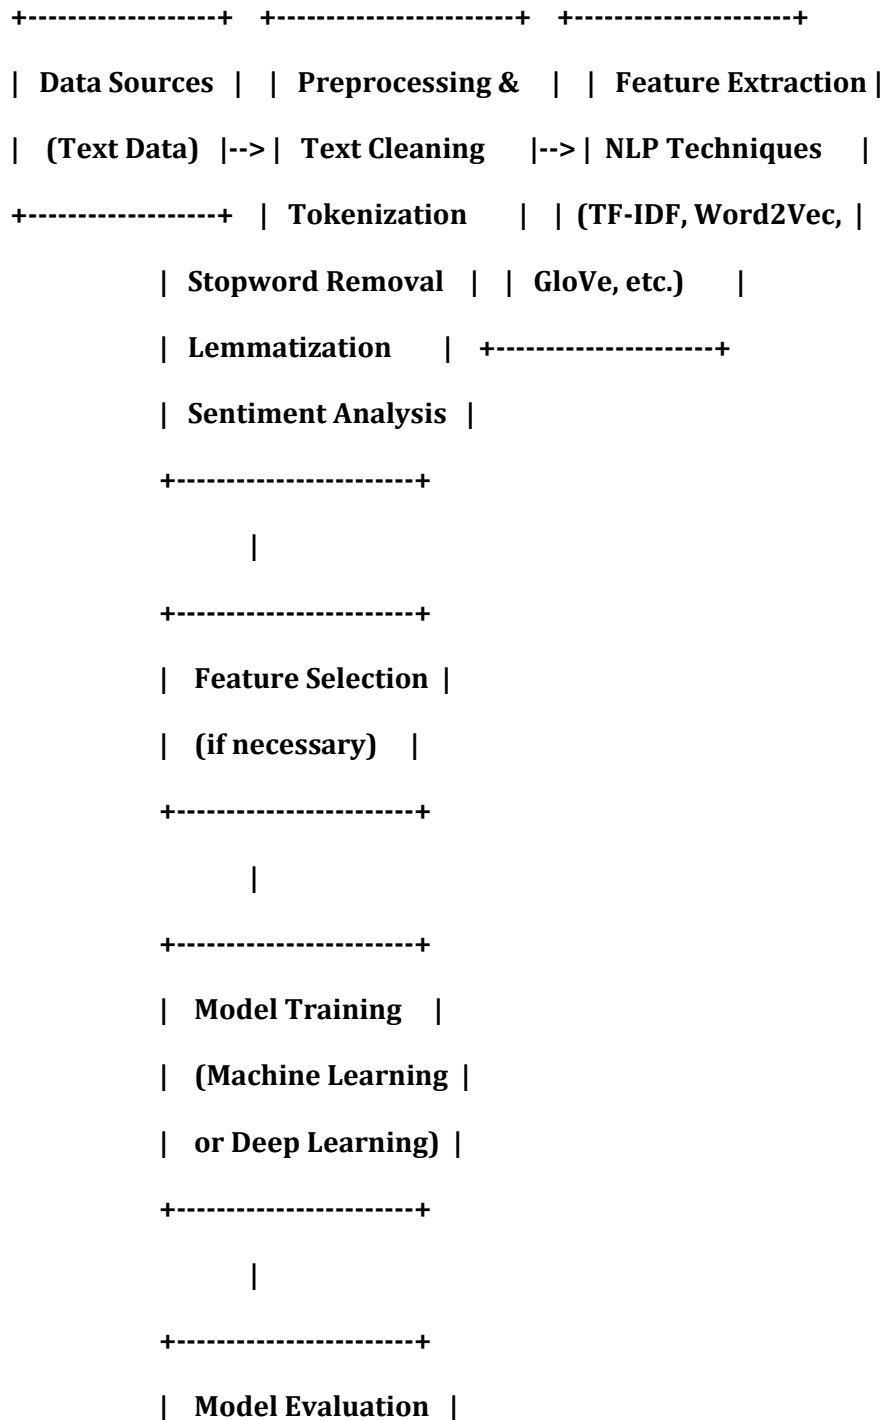 +-------------------+ +------------------------+ +----------------------+
| Data Sources | | Preprocessing & | | Feature Extraction |
| (Text Data) |--> | Text Cleaning |--> | NLP Techniques |
+-------------------+ | Tokenization | | (TF-IDF, Word2Vec, |
| Stopword Removal | | GloVe, etc.) |
| Lemmatization | +----------------------+
| Sentiment Analysis |
+------------------------+
|
+------------------------+
| Feature Selection |
| (if necessary) |
+------------------------+
|
+------------------------+
| Model Training |
| (Machine Learning |
| or Deep Learning) |
+------------------------+
|
+------------------------+
| Model Evaluation |